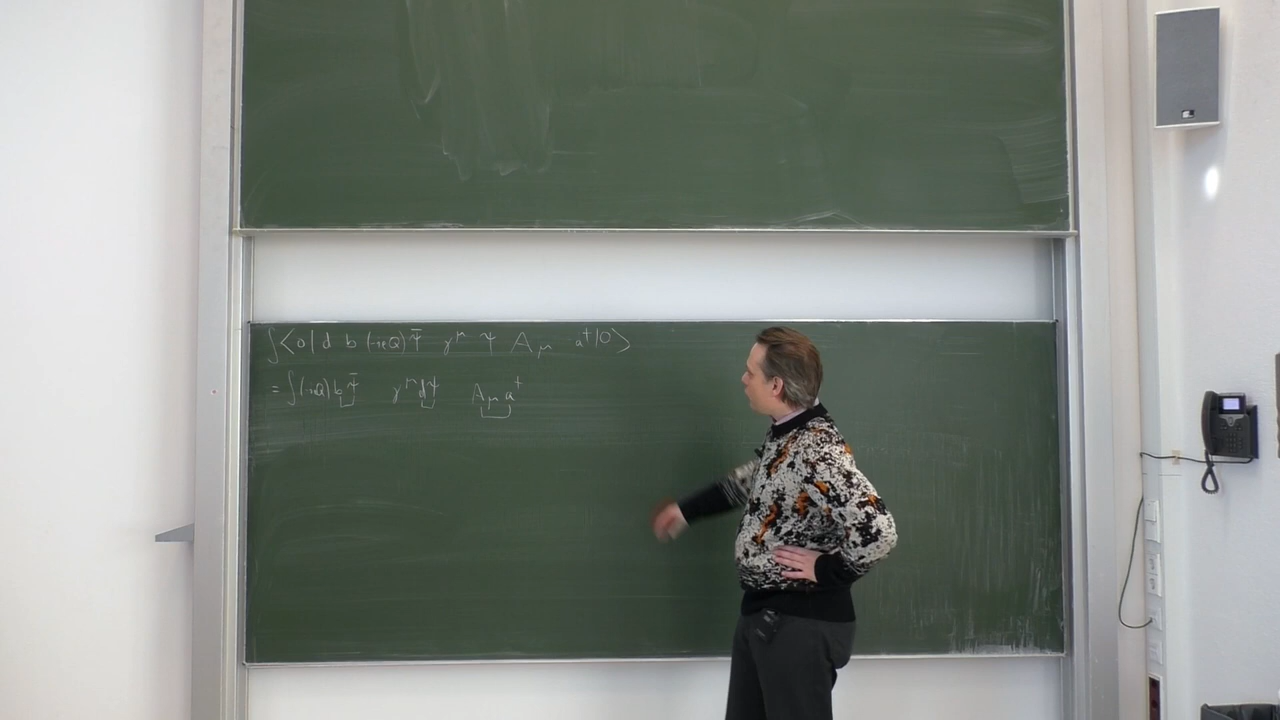 ∫⟨0| d b (-ieQ) ψ̄ γ^μ ψ A_μ a†|0⟩
= ∫(-ieQ) b ψ̄ γ^μ d ψ A_μ a†